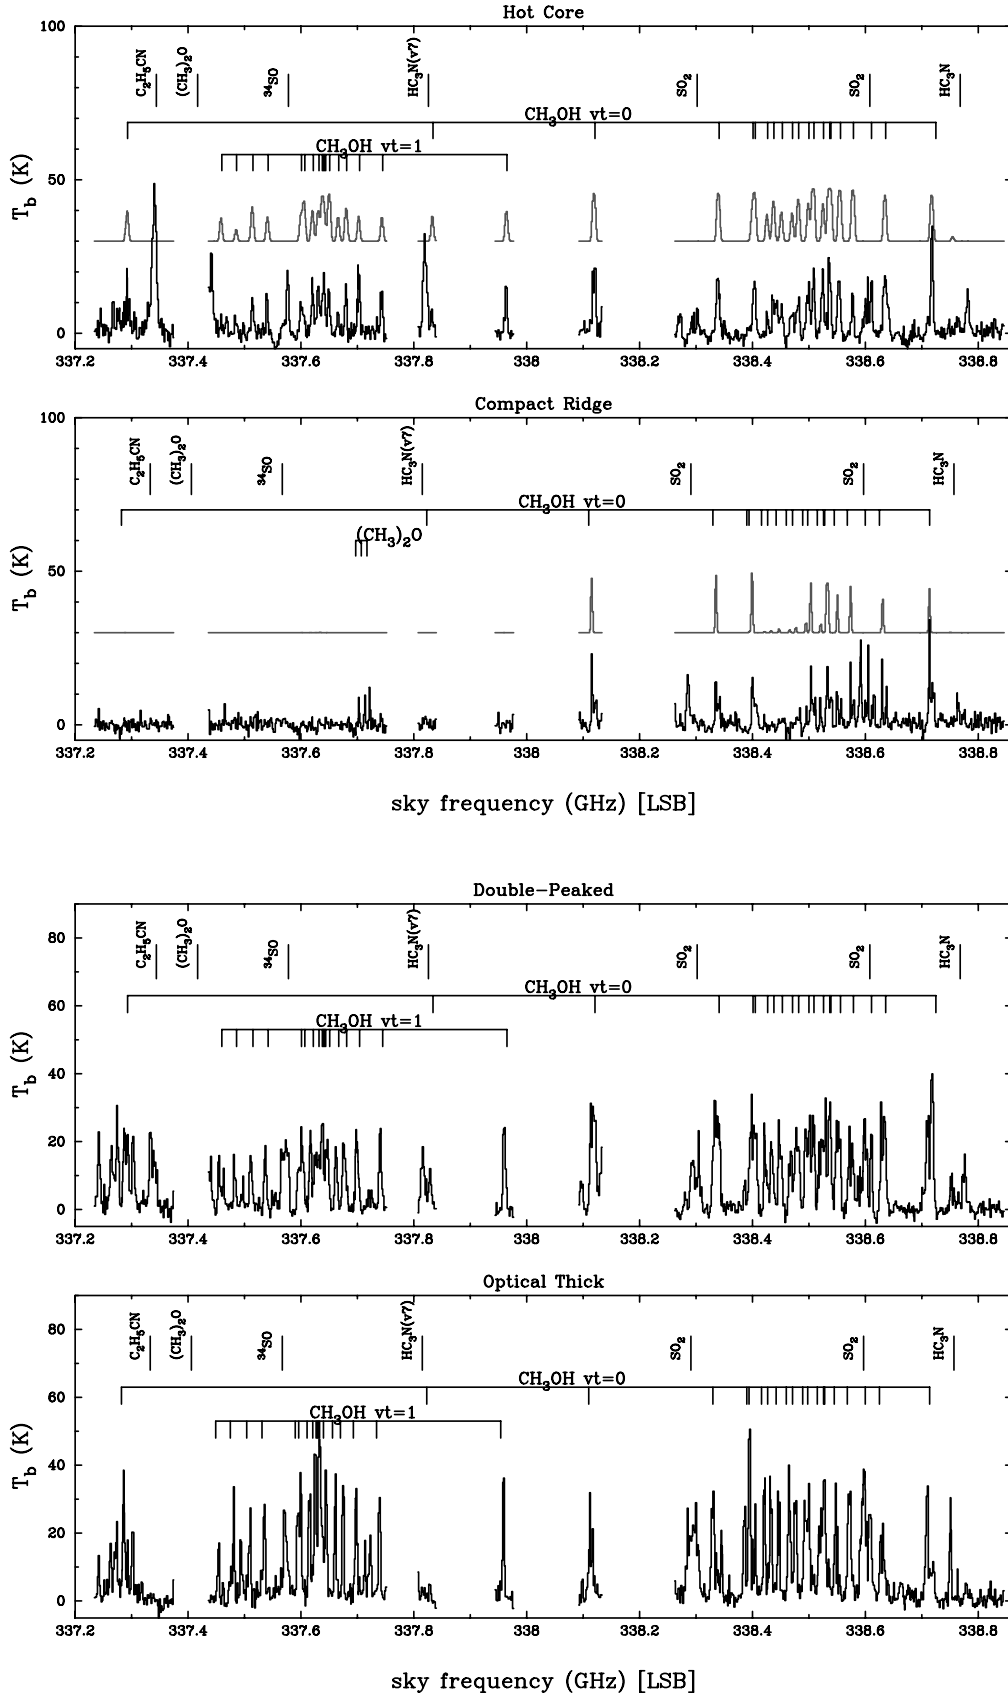 Hot Core
100
50
0
T_b (K)
C₂H₅CN
(CH₃)₂O
³⁴SO
HC₃N(v7)
SO₂
SO₂
HC₃N
CH₃OH vt=0
CH₃OH vt=1
337.2 337.4 337.6 337.8 338 338.2 338.4 338.6 338.8
Compact Ridge
100
50
0
T_b (K)
C₂H₅CN
(CH₃)₂O
³⁴SO
HC₃N(v7)
SO₂
SO₂
HC₃N
CH₃OH vt=0
(CH₃)₂O
337.2 337.4 337.6 337.8 338 338.2 338.4 338.6 338.8
sky frequency (GHz) [LSB]
Double-Peaked
80
60
40
20
0
T_b (K)
C₂H₅CN
(CH₃)₂O
³⁴SO
HC₃N(v7)
SO₂
SO₂
HC₃N
CH₃OH vt=0
CH₃OH vt=1
337.2 337.4 337.6 337.8 338 338.2 338.4 338.6 338.8
Optical Thick
80
60
40
20
0
T_b (K)
C₂H₅CN
(CH₃)₂O
³⁴SO
HC₃N(v7)
SO₂
SO₂
HC₃N
CH₃OH vt=0
CH₃OH vt=1
337.2 337.4 337.6 337.8 338 338.2 338.4 338.6 338.8
sky frequency (GHz) [LSB]